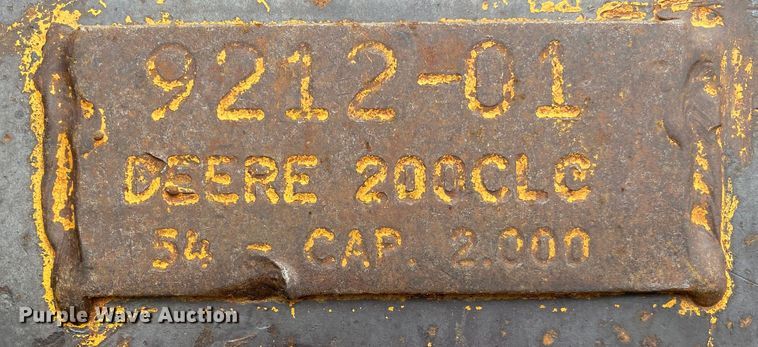 9212-01
DEERE 200CLC
54 - CAP. 2.000
Purple Wave Auction